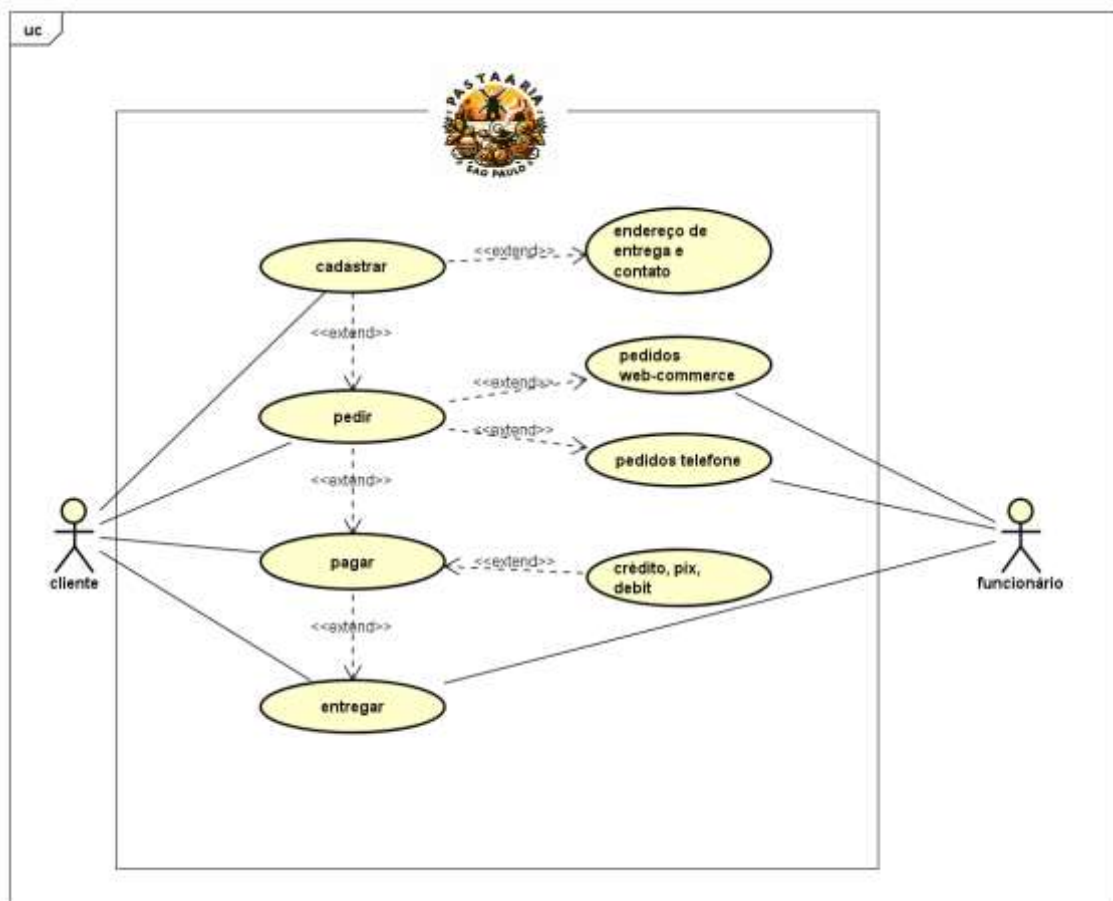 uc
PASTAARIA
SAO PAULO
endereço de
entrega e
contato
<<extend>>
cadastrar
<<extend>>
pedidos
web-commerce
<<extend>>
pedir
<<extend>>
pedidos telefone
<<extend>>
cliente
pagar
<<extend>>
crédito, pix,
debit
funcionário
<<extend>>
entregar